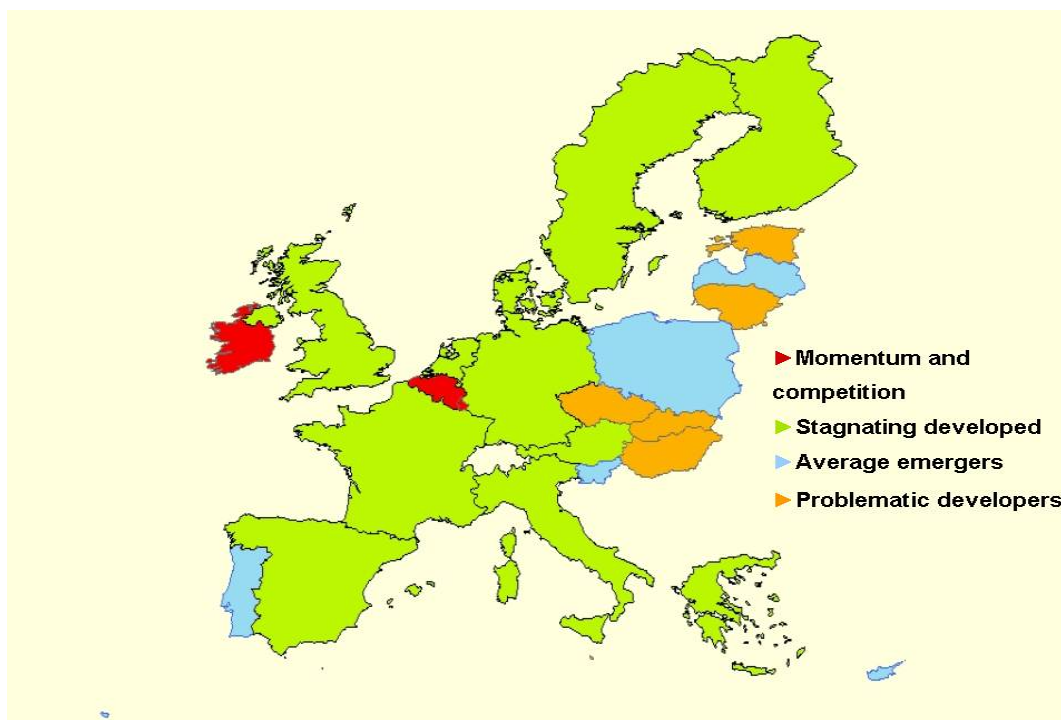 ►Momentum and
competition
►Stagnating developed
►Average emergers
►Problematic developers